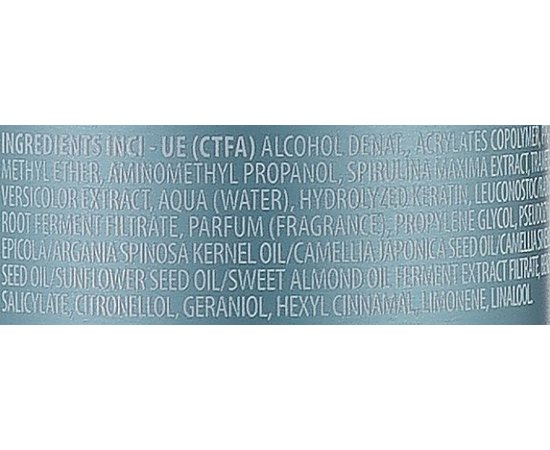 INGREDIENTS INCI - UE (CTFA) ALCOHOL DENAT., ACRYLATES COPOLYMER,
METHYL ETHER, AMINOMETHYL PROPANOL, SPIRULINA MAXIMA EXTRACT,
VERSICOLOR EXTRACT, AQUA (WATER), HYDROLYZED KERATIN,
ROOT FERMENT FILTRATE, PARFUM (FRAGRANCE), PROPYLENE GLYCOL,
EPICOLA/ARGANIA SPINOSA KERNEL OIL/CAMELLIA JAPONICA SEED OIL/CAMELLIA
SEED OIL/SUNFLOWER SEED OIL/SWEET ALMOND OIL FERMENT EXTRACT FILTRATE,
SALICYLATE, CITRONELLOL, GERANIOL, HEXYL CINNAMAL, LIMONENE, LINALOOL.